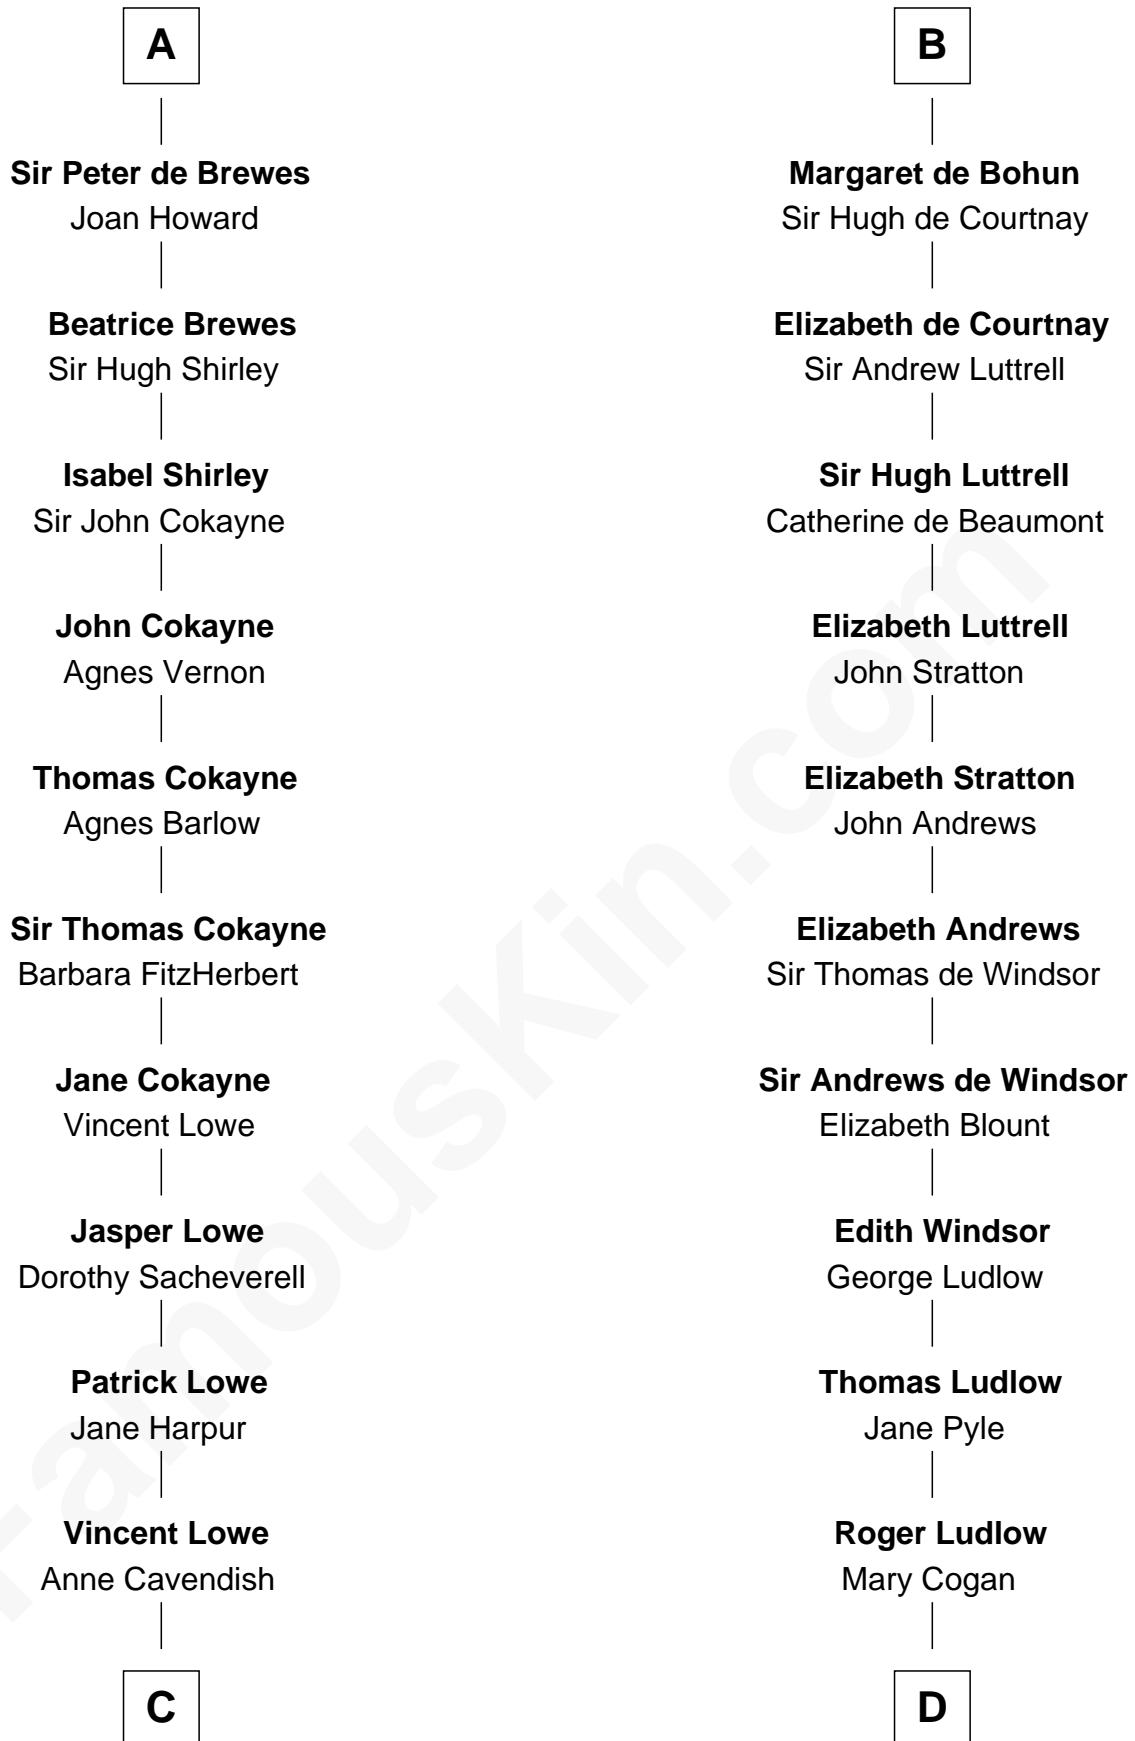 A
Sir Peter de Brewes
Joan Howard
Beatrice Brewes
Sir Hugh Shirley
Isabel Shirley
Sir John Cokayne
John Cokayne
Agnes Vernon
Thomas Cokayne
Agnes Barlow
Sir Thomas Cokayne
Barbara FitzHerbert
Jane Cokayne
Vincent Lowe
Jasper Lowe
Dorothy Sacheverell
Patrick Lowe
Jane Harpur
Vincent Lowe
Anne Cavendish
C
B
Margaret de Bohun
Sir Hugh de Courtnay
Elizabeth de Courtnay
Sir Andrew Luttrell
Sir Hugh Luttrell
Catherine de Beaumont
Elizabeth Luttrell
John Stratton
Elizabeth Stratton
John Andrews
Elizabeth Andrews
Sir Thomas de Windsor
Sir Andrews de Windsor
Elizabeth Blount
Edith Windsor
George Ludlow
Thomas Ludlow
Jane Pyle
Roger Ludlow
Mary Cogan
D
FamousKin.com